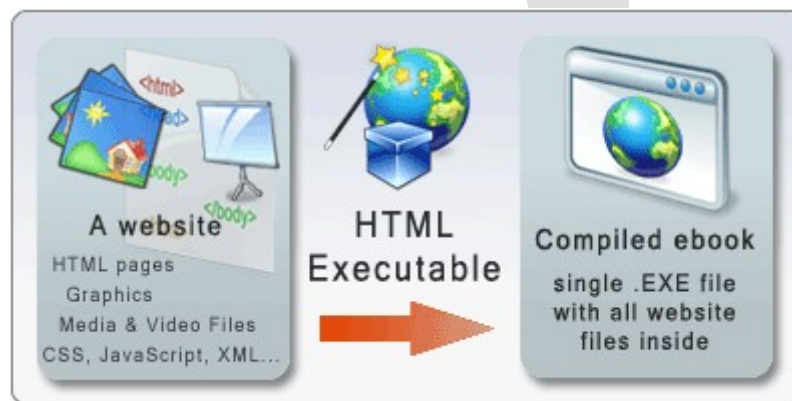 <html>
<head>
<body>
</body>
A website
HTML pages
Graphics
Media & Video Files
CSS, JavaScript, XML...
HTML
Executable
Compiled ebook
single .EXE file
with all website
files inside